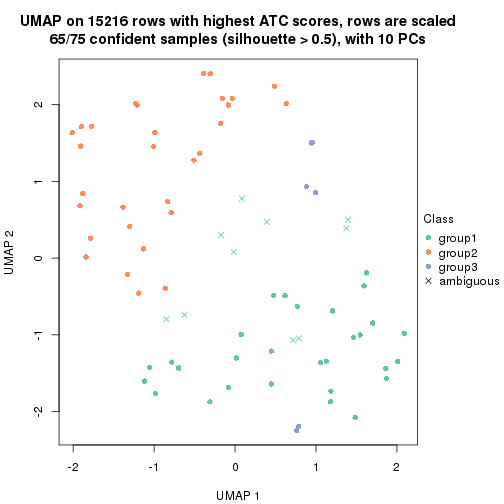 UMAP on 15216 rows with highest ATC scores, rows are scaled
65/75 confident samples (silhouette > 0.5), with 10 PCs
UMAP 2
2
1
0
-1
-2
-2
-1
0
1
2
UMAP 1
Class
group1
group2
group3
ambiguous